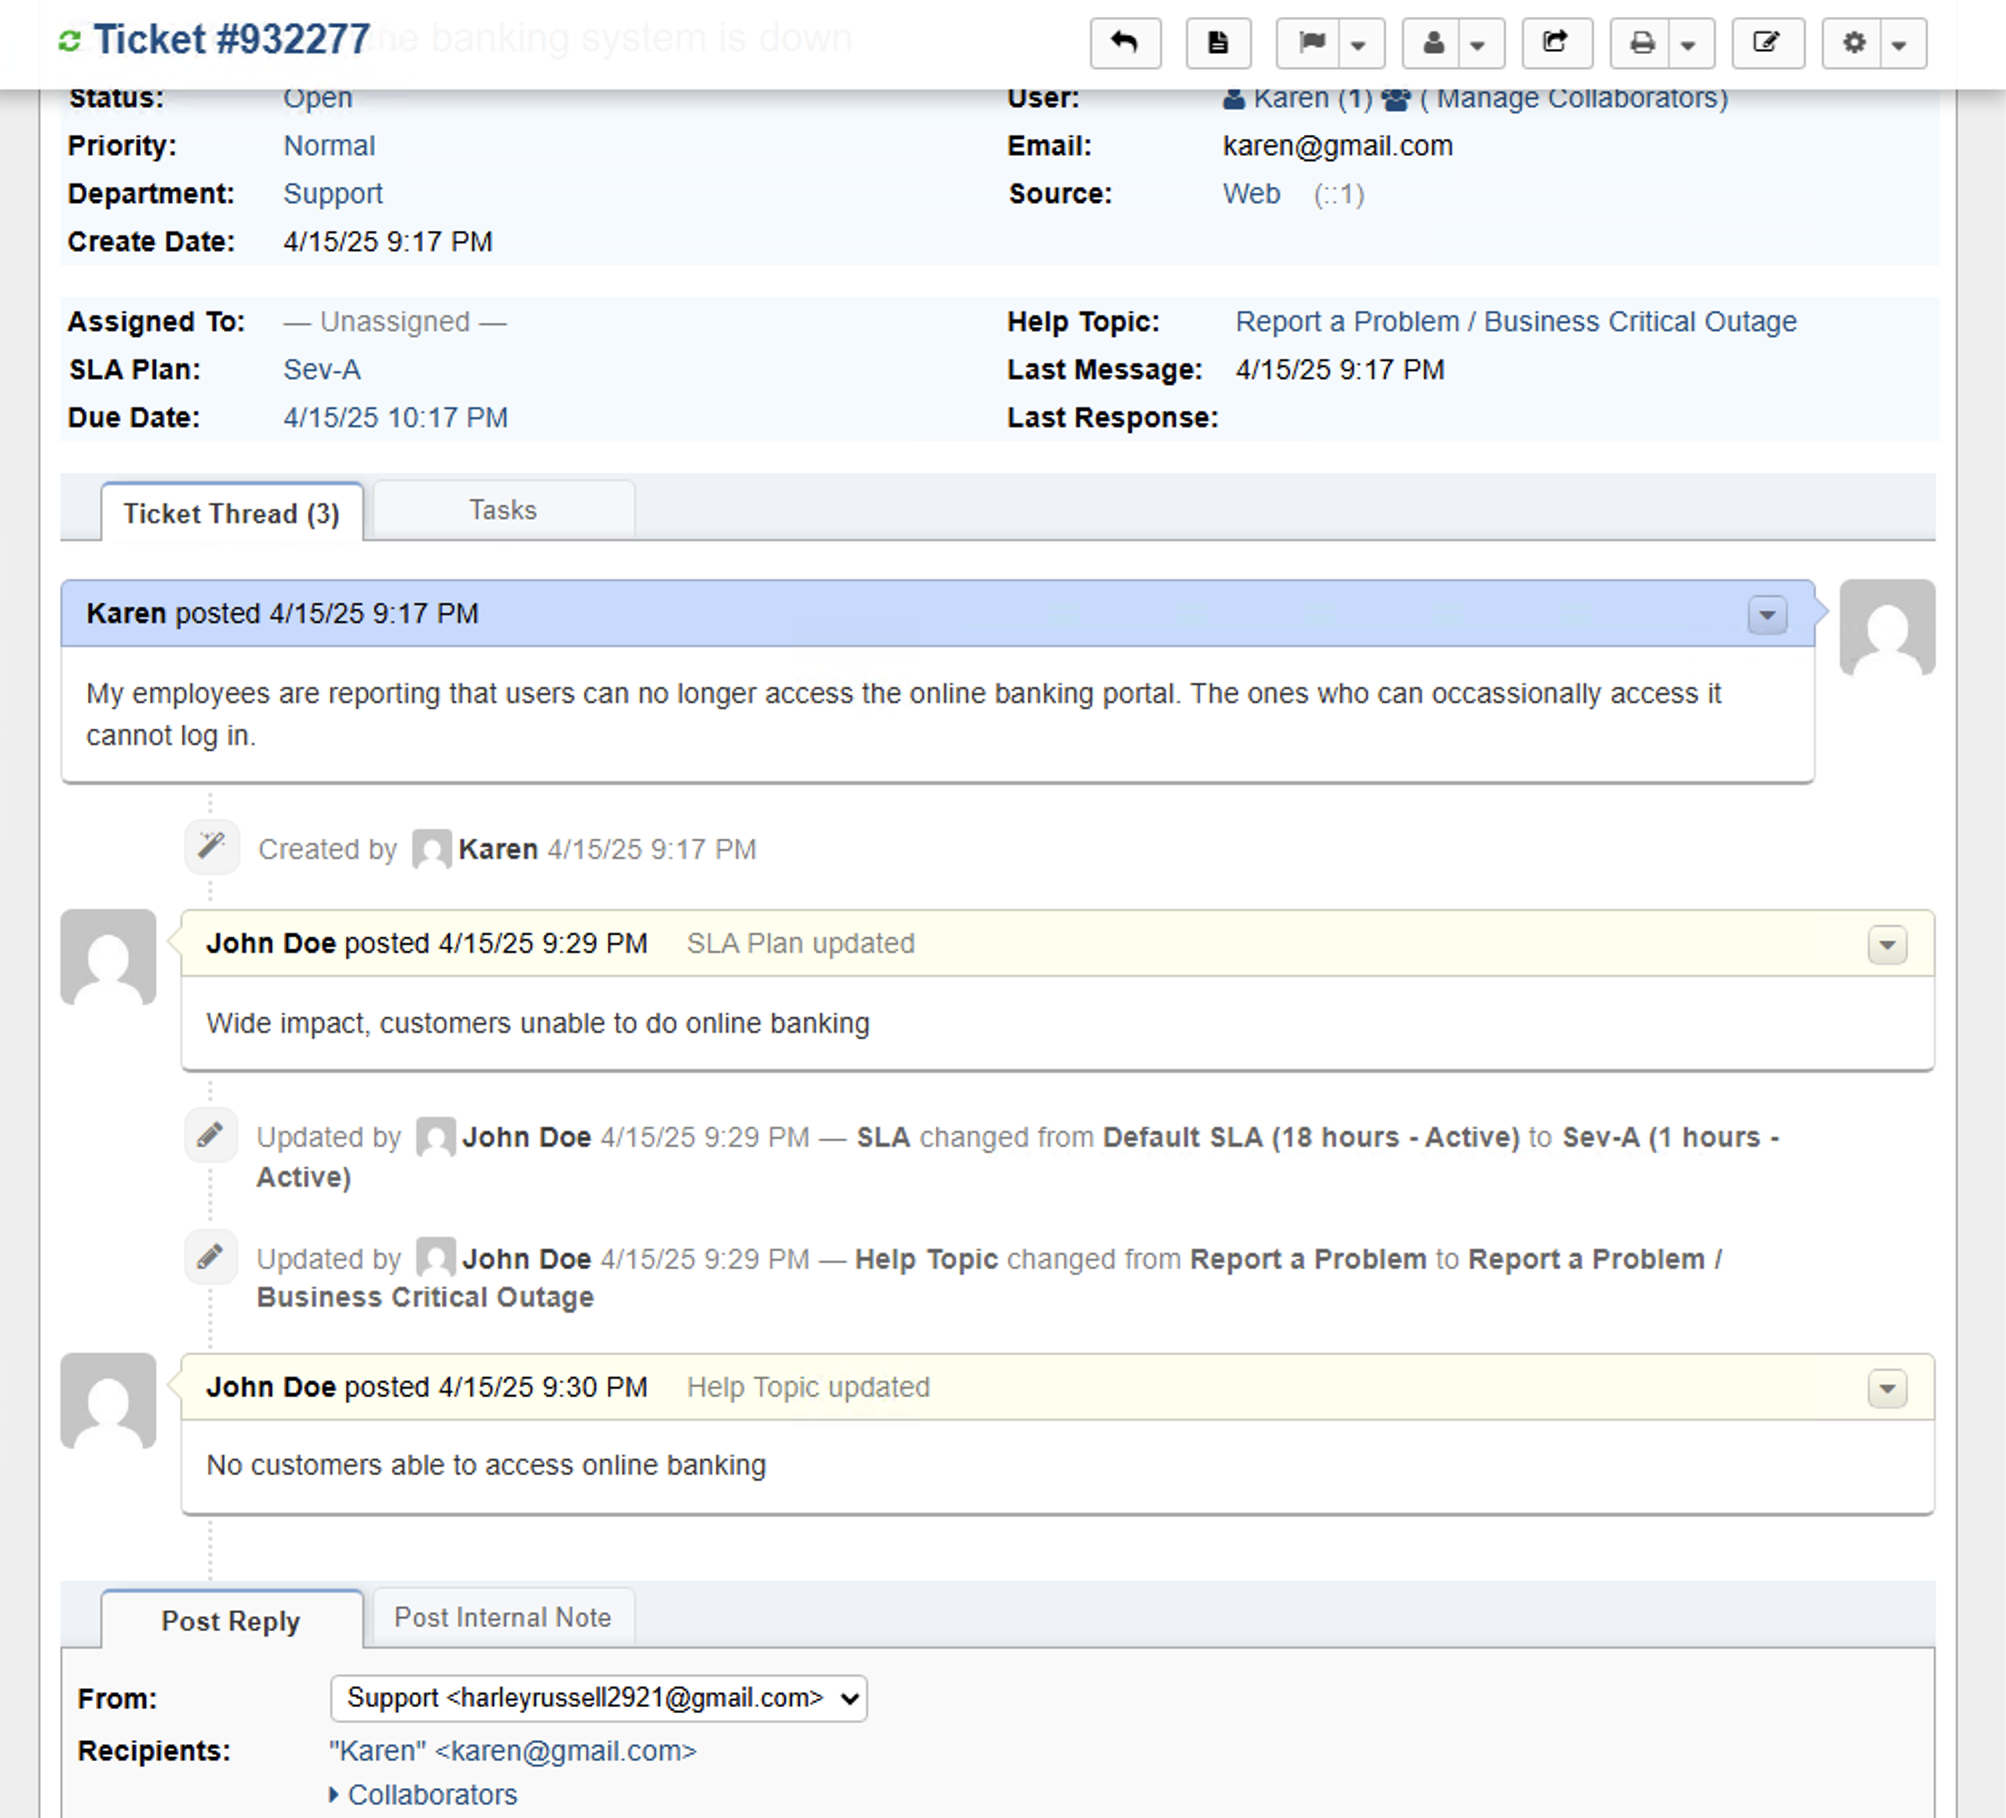 Ticket #932277
he banking system is down
Status: Open
User: Karen (1) ( Manage Collaborators)
Priority: Normal
Email: karen@gmail.com
Department: Support
Source: Web (::1)
Create Date: 4/15/25 9:17 PM
Assigned To: — Unassigned —
Help Topic: Report a Problem / Business Critical Outage
SLA Plan: Sev-A
Last Message: 4/15/25 9:17 PM
Due Date: 4/15/25 10:17 PM
Last Response:
Ticket Thread (3)
Tasks
Karen posted 4/15/25 9:17 PM
My employees are reporting that users can no longer access the online banking portal. The ones who can occassionally access it
cannot log in.
Created by Karen 4/15/25 9:17 PM
John Doe posted 4/15/25 9:29 PM SLA Plan updated
Wide impact, customers unable to do online banking
Updated by John Doe 4/15/25 9:29 PM — SLA changed from Default SLA (18 hours - Active) to Sev-A (1 hours -
Active)
Updated by John Doe 4/15/25 9:29 PM — Help Topic changed from Report a Problem to Report a Problem /
Business Critical Outage
John Doe posted 4/15/25 9:30 PM Help Topic updated
No customers able to access online banking
Post Reply
Post Internal Note
From: Support <harleyrussell2921@gmail.com>
Recipients: "Karen" <karen@gmail.com>
Collaborators